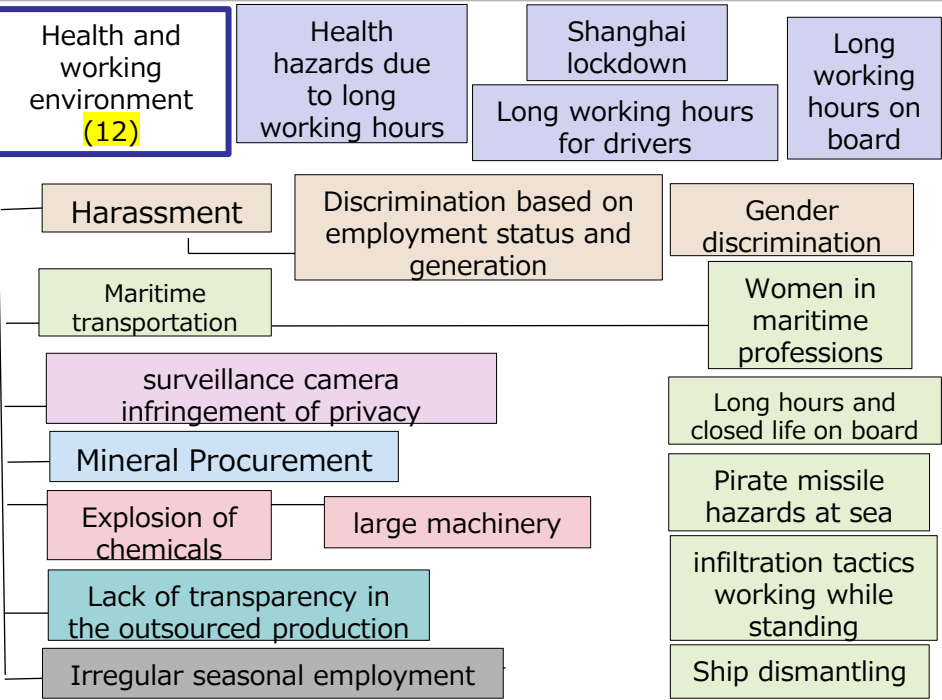 Health and
working
environment
(12)
Health
hazards due
to long
working hours
Shanghai
lockdown
Long working hours
for drivers
Long
working
hours on
board
Harassment
Discrimination based on
employment status and
generation
Gender
discrimination
Maritime
transportation
Women in
maritime
professions
surveillance camera
infringement of privacy
Long hours and
closed life on board
Mineral Procurement
Pirate missile
hazards at sea
Explosion of
chemicals
large machinery
infiltration tactics
working while
standing
Lack of transparency in
the outsourced production
Irregular seasonal employment
Ship dismantling